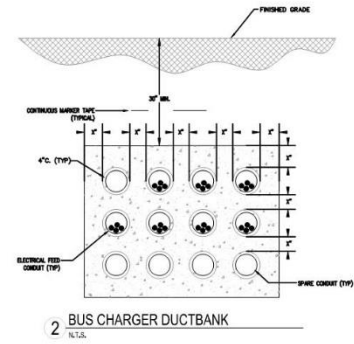 FINISHED GRADE
30" MIN.
CONTINUOUS MARKER TAPE
(TYPICAL)
X" X" X" X" X"
4"C. (TYP)
X"
X"
X"
ELECTRICAL FEED
CONDUIT (TYP)
SPARE CONDUIT (TYP)
2 BUS CHARGER DUCTBANK
N.T.S.